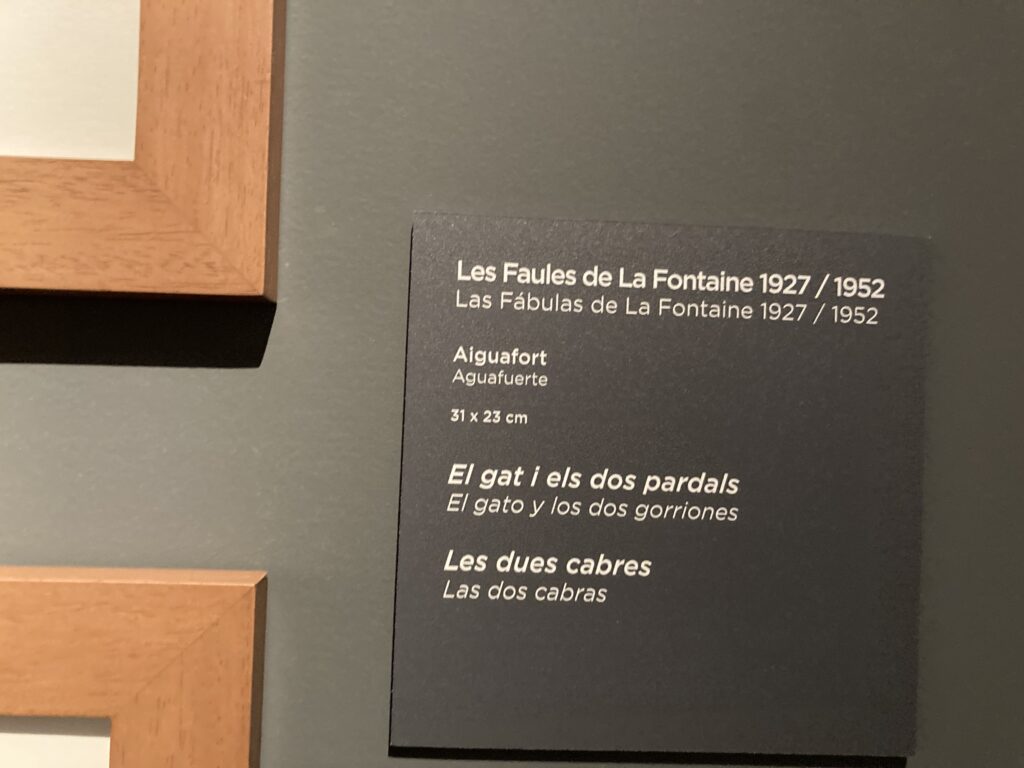 Les Faules de La Fontaine 1927 / 1952
Las Fábulas de La Fontaine 1927 / 1952
Aiguafort
Aguafuerte
31 x 23 cm
El gat i els dos pardals
El gato y los dos gorriones
Les dues cabres
Las dos cabras